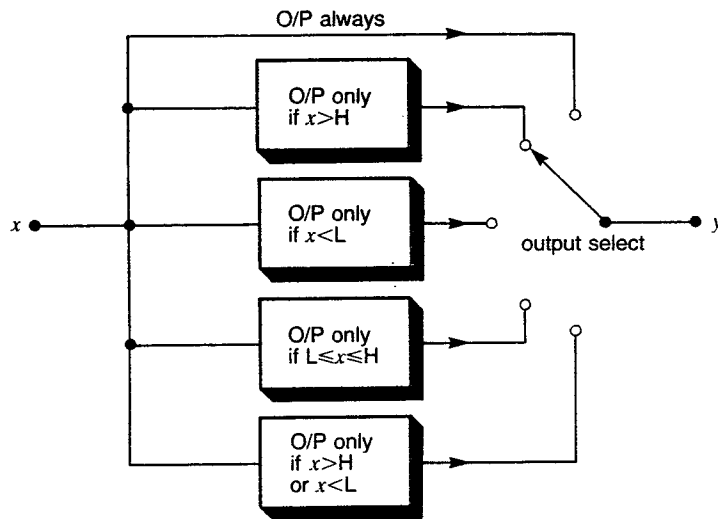 O/P always
O/P only
if x>H
O/P only
if x<L
x
y
output select
O/P only
if L⩽x⩽H
O/P only
if x>H
or x<L